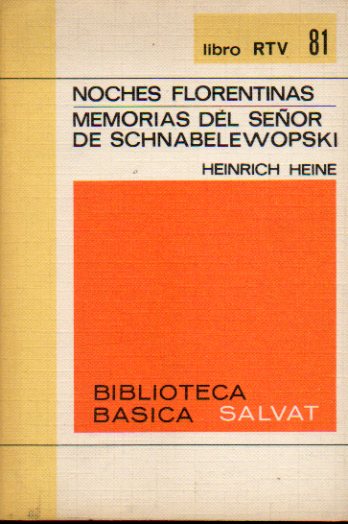 libro RTV 81
NOCHES FLORENTINAS
MEMORIAS DEL SEÑOR
DE SCHNABELEWOPSKI
HEINRICH HEINE
BIBLIOTECA
BASICA SALVAT